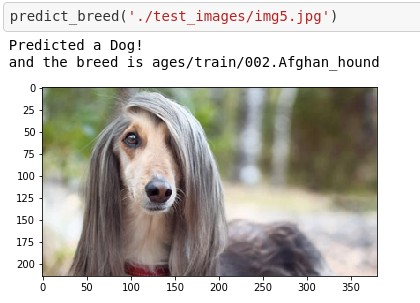 predict_breed('./test_images/img5.jpg')
Predicted a Dog!
and the breed is ages/train/002.Afghan_hound
0
25
50
75
100
125
150
175
200
0 50 100 150 200 250 300 350